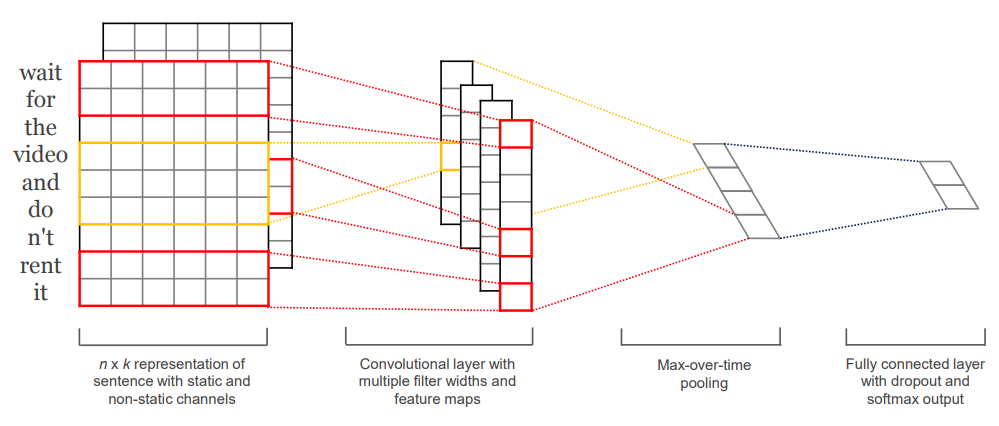 wait
for
the
video
and
do
n't
rent
it
n x k representation of
sentence with static and
non-static channels
Convolutional layer with
multiple filter widths and
feature maps
Max-over-time
pooling
Fully connected layer
with dropout and
softmax output